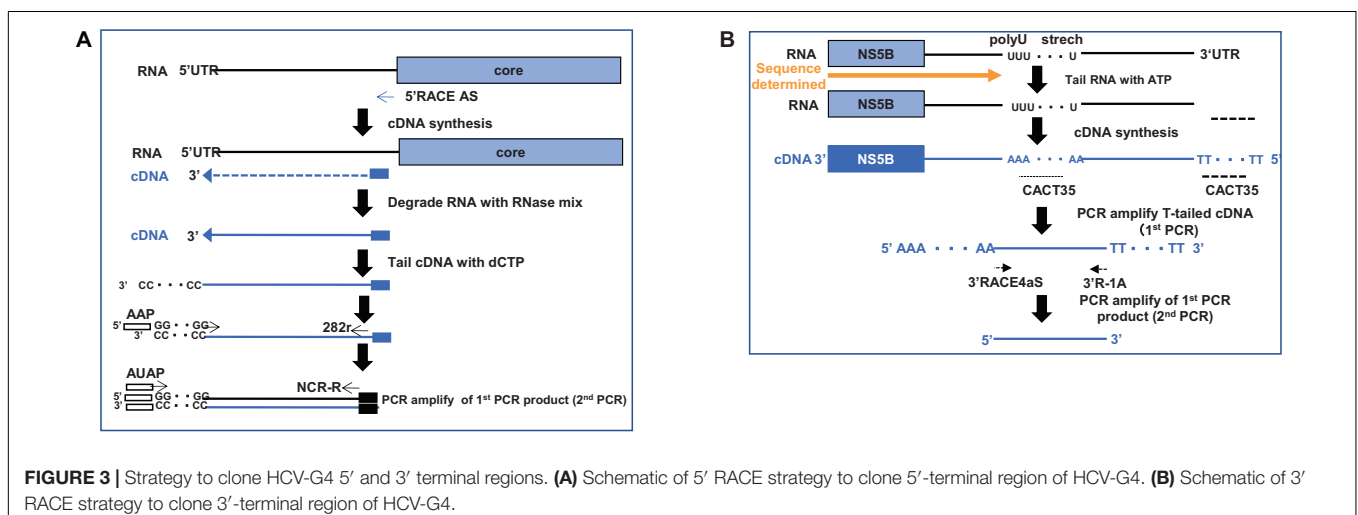 A
RNA 5'UTR core
5'RACE AS
cDNA synthesis
RNA 5'UTR core
cDNA 3'
Degrade RNA with RNase mix
cDNA 3'
Tail cDNA with dCTP
3' CC · · CC
AAP
5' GG · · GG
3' CC · · CC
282r
AUAP
NCR-R
5' GG · · GG
3' CC · · CC
PCR amplify of 1st PCR product (2nd PCR)
B
polyU strech
RNA NS5B UUU · · · U 3'UTR
Sequence
determined
Tail RNA with ATP
RNA NS5B UUU · · · U
cDNA synthesis
cDNA 3' NS5B AAA · · · AA TT · · TT 5'
CACT35 CACT35
PCR amplify T-tailed cDNA
(1st PCR)
5' AAA · · · AA TT · · TT 3'
3'RACE4aS 3'R-1A
PCR amplify of 1st PCR
product (2nd PCR)
5' 3'
FIGURE 3 | Strategy to clone HCV-G4 5′ and 3′ terminal regions. (A) Schematic of 5′ RACE strategy to clone 5′-terminal region of HCV-G4. (B) Schematic of 3′
RACE strategy to clone 3′-terminal region of HCV-G4.